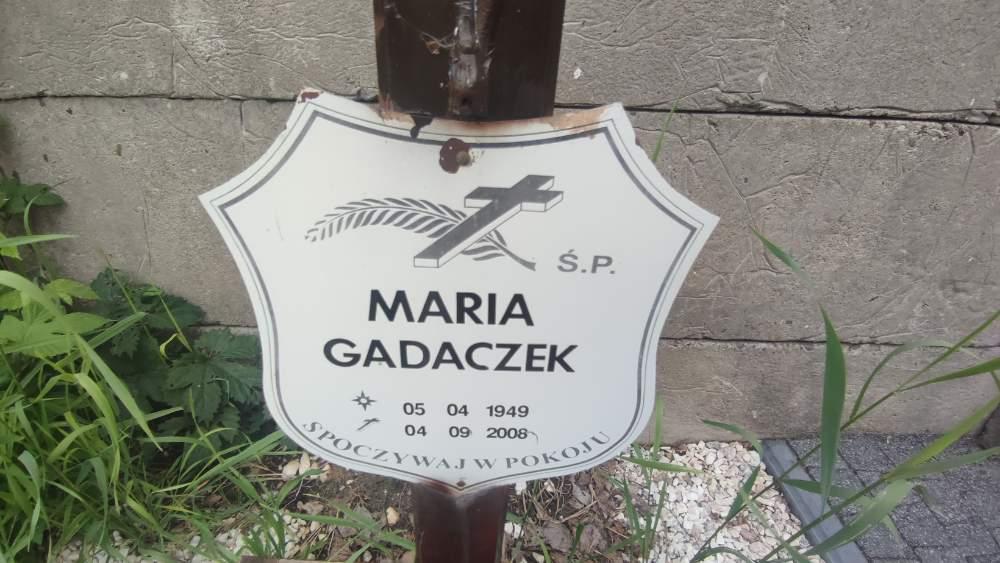 Ś.P.
MARIA
GADACZEK
05 04 1949
04 09 2008
SPOCZYWAJ W POKOJU